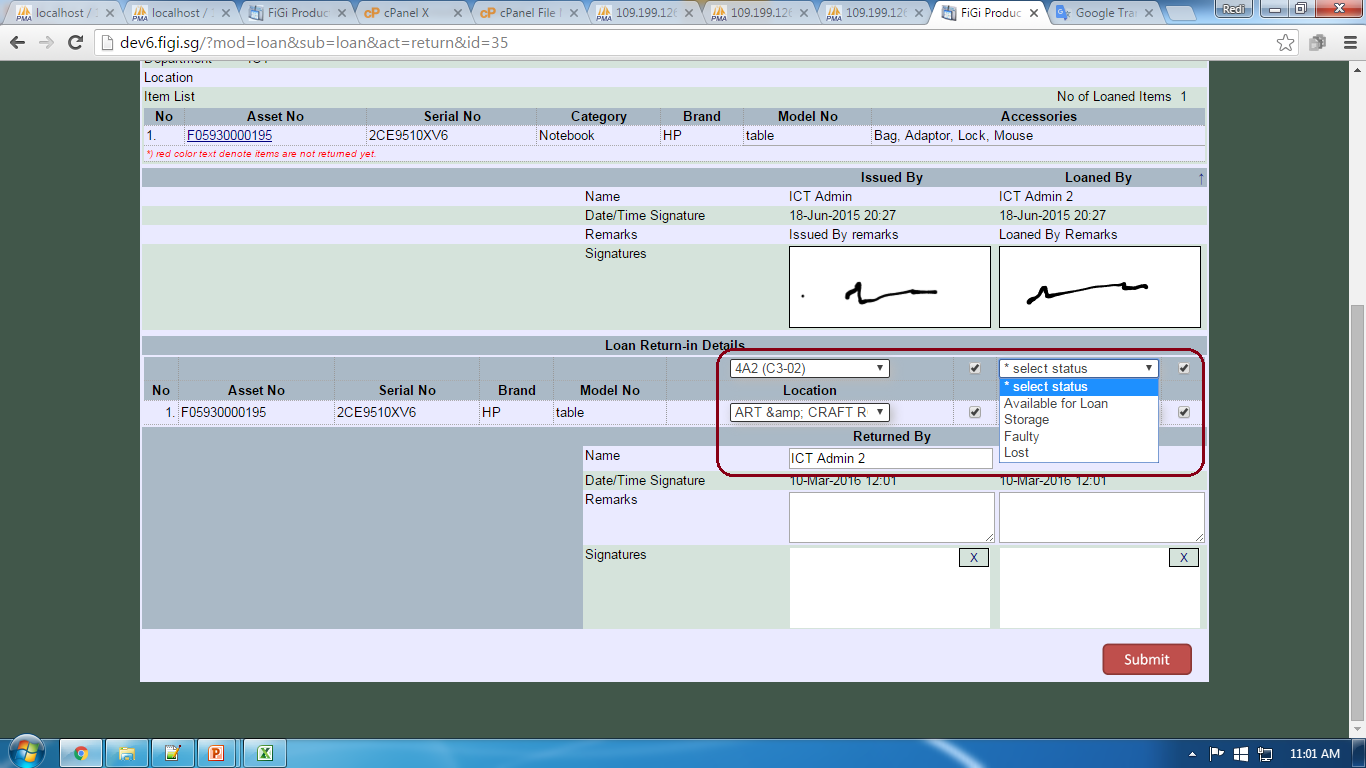 localhost /
localhost /
FiGi Produc
cPanel X
cPanel File
109.199.126
109.199.126
109.199.126
FiGi Produc
Google Tra
Redi
dev6.figi.sg/?mod=loan&sub=loan&act=return&id=35
Location
Item List No of Loaned Items 1
No Asset No Serial No Category Brand Model No Accessories
1. F05930000195 2CE9510XV6 Notebook HP table Bag, Adaptor, Lock, Mouse
*) red color text denote items are not returned yet.
Issued By Loaned By ↑
Name ICT Admin ICT Admin 2
Date/Time Signature 18-Jun-2015 20:27 18-Jun-2015 20:27
Remarks Issued By remarks Loaned By Remarks
Signatures
Loan Return-in Details
4A2 (C3-02) * select status
No Asset No Serial No Brand Model No Location * select status
Available for Loan
1. F05930000195 2CE9510XV6 HP table ART &amp; CRAFT R
Storage
Faulty
Lost
Returned By
Name ICT Admin 2
Date/Time Signature 10-Mar-2016 12:01 10-Mar-2016 12:01
Remarks
Signatures X X
Submit
11:01 AM